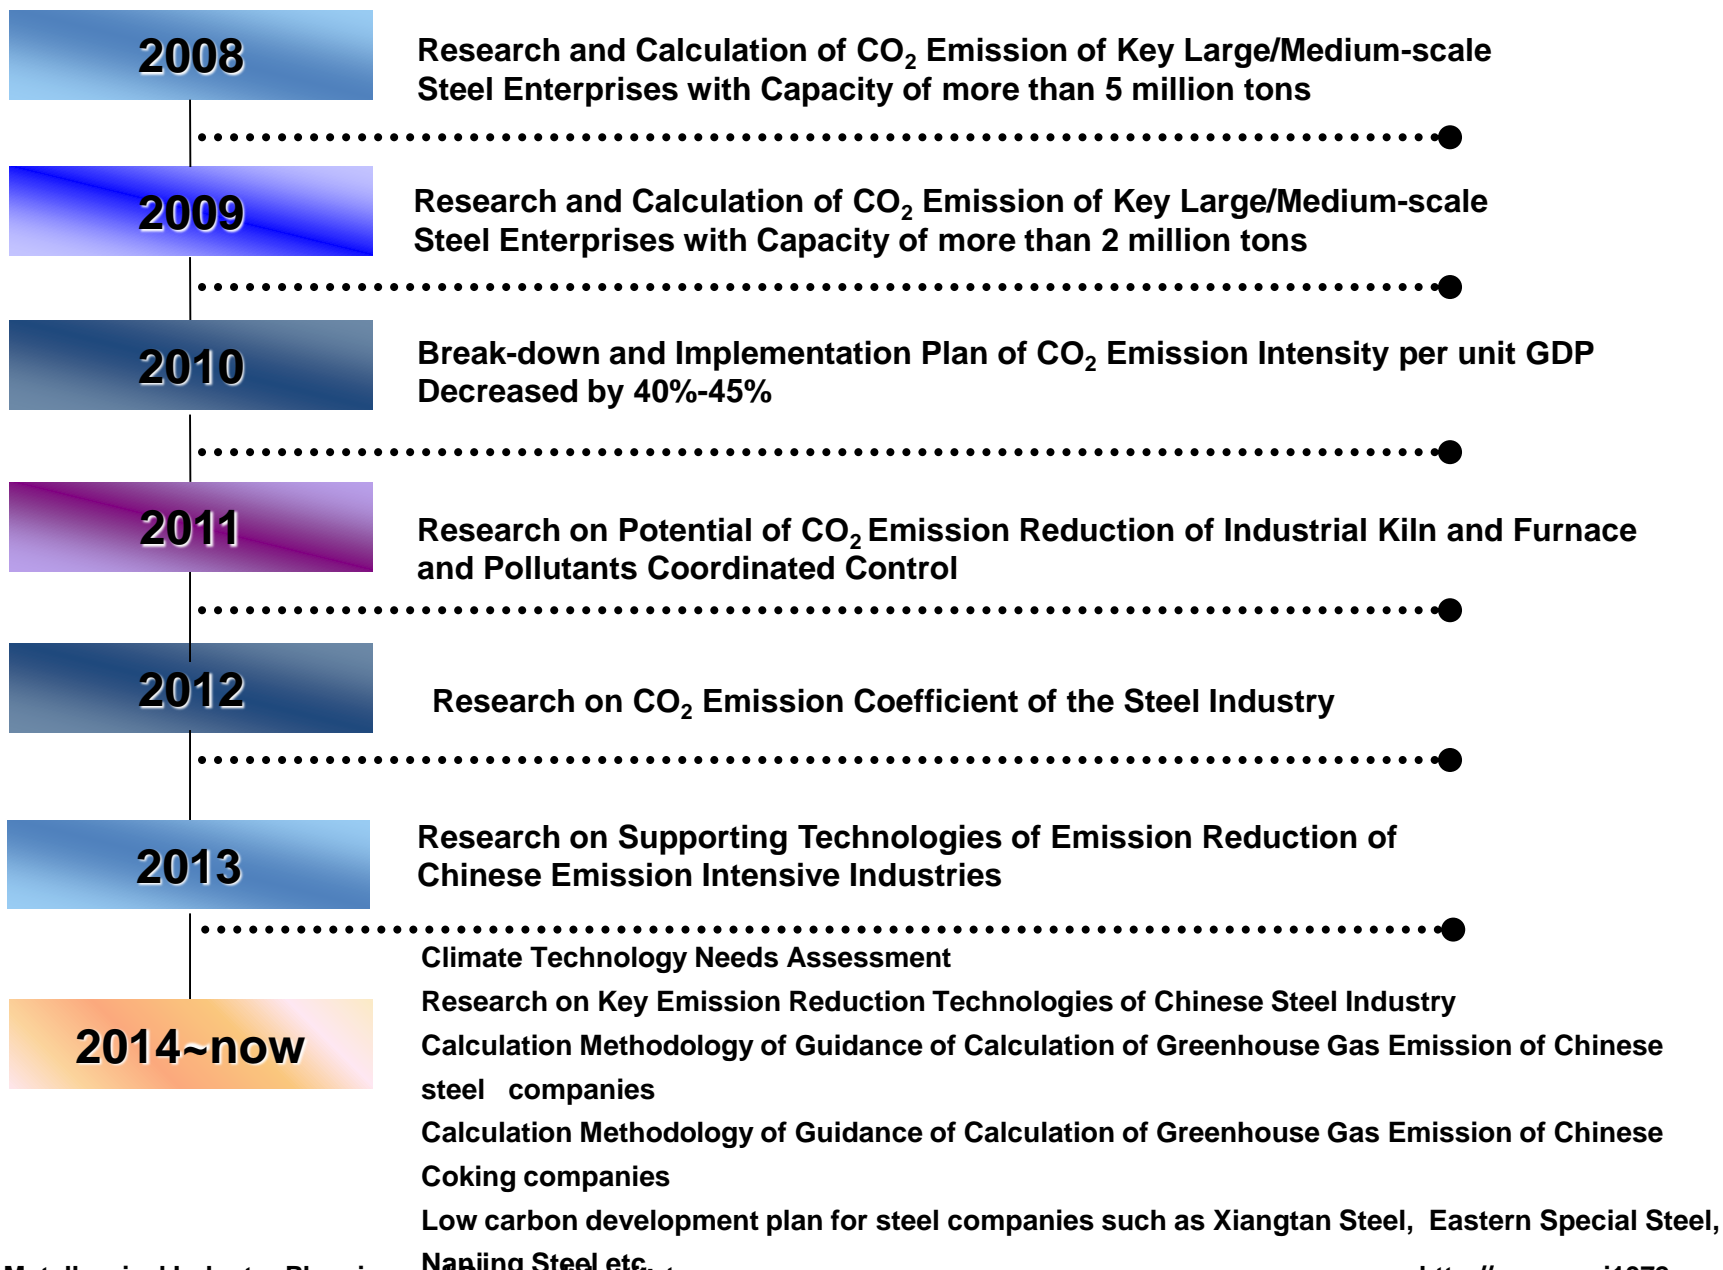 2008
Research and Calculation of CO₂ Emission of Key Large/Medium-scale
Steel Enterprises with Capacity of more than 5 million tons
2009
Research and Calculation of CO₂ Emission of Key Large/Medium-scale
Steel Enterprises with Capacity of more than 2 million tons
2010
Break-down and Implementation Plan of CO₂ Emission Intensity per unit GDP
Decreased by 40%-45%
2011
Research on Potential of CO₂ Emission Reduction of Industrial Kiln and Furnace
and Pollutants Coordinated Control
2012
Research on CO₂ Emission Coefficient of the Steel Industry
2013
Research on Supporting Technologies of Emission Reduction of
Chinese Emission Intensive Industries
2014~now
Climate Technology Needs Assessment
Research on Key Emission Reduction Technologies of Chinese Steel Industry
Calculation Methodology of Guidance of Calculation of Greenhouse Gas Emission of Chinese
steel companies
Calculation Methodology of Guidance of Calculation of Greenhouse Gas Emission of Chinese
Coking companies
Low carbon development plan for steel companies such as Xiangtan Steel, Eastern Special Steel,
Nanjing Steel etc